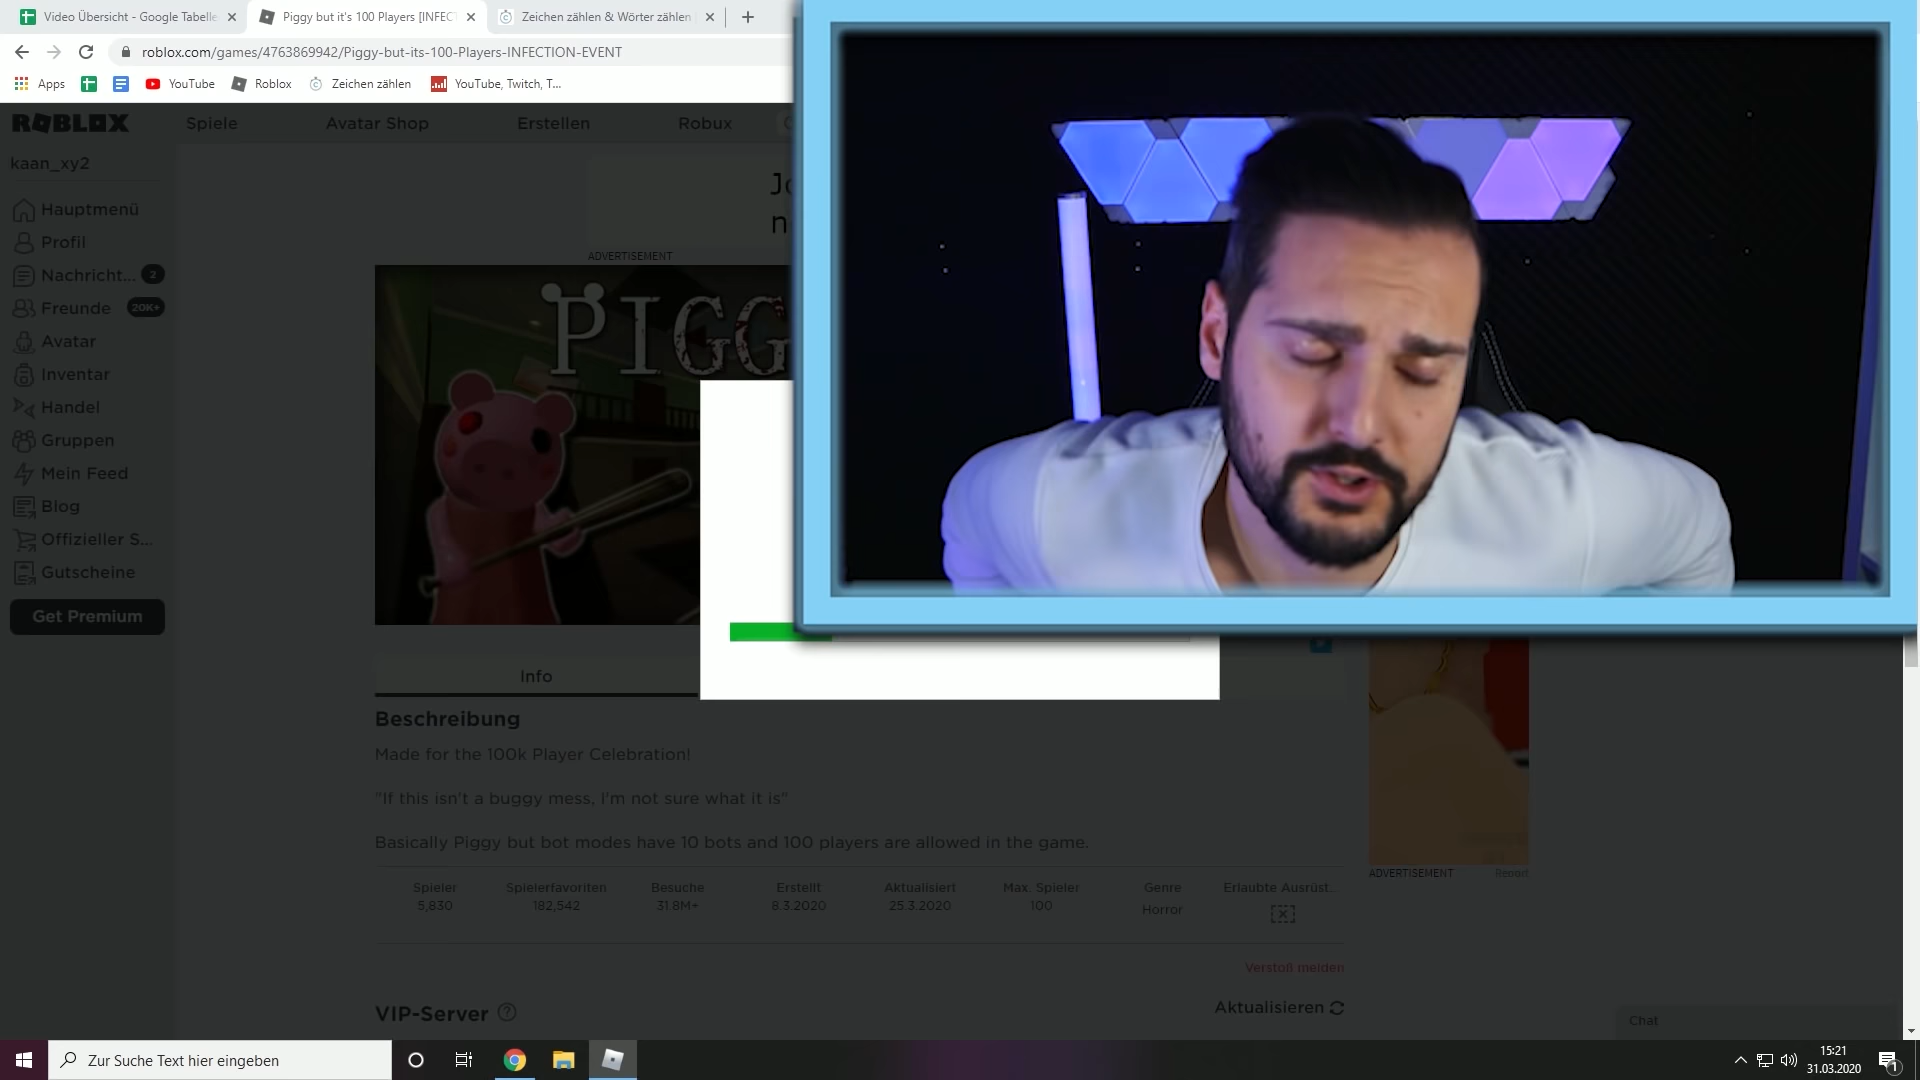 Video Übersicht - Google Tabelle
Piggy but it's 100 Players [INFEC
Zeichen zählen & Wörter zählen
roblox.com/games/4763869942/Piggy-but-its-100-Players-INFECTION-EVENT
Apps
YouTube
Roblox
Zeichen zählen
YouTube, Twitch, T...
ROBLOX
Spiele
Avatar Shop
Erstellen
Robux
kaan_xy2
Hauptmenü
Profil
Nachricht... 2
Freunde 20K+
Avatar
Inventar
Handel
Gruppen
Mein Feed
Blog
Offizieller S...
Gutscheine
Get Premium
ADVERTISEMENT
PIGG
Info
Beschreibung
Made for the 100k Player Celebration!
"If this isn't a buggy mess, I'm not sure what it is"
Basically Piggy but bot modes have 10 bots and 100 players are allowed in the game.
Spieler Spielerfavoriten Besuche Erstellt Aktualisiert Max. Spieler Genre Erlaubte Ausrüst...
5,830 182,542 31.8M+ 8.3.2020 25.3.2020 100 Horror
ADVERTISEMENT Report
Verstoß melden
VIP-Server ?
Aktualisieren
Chat
Zur Suche Text hier eingeben
15:21
31.03.2020
1